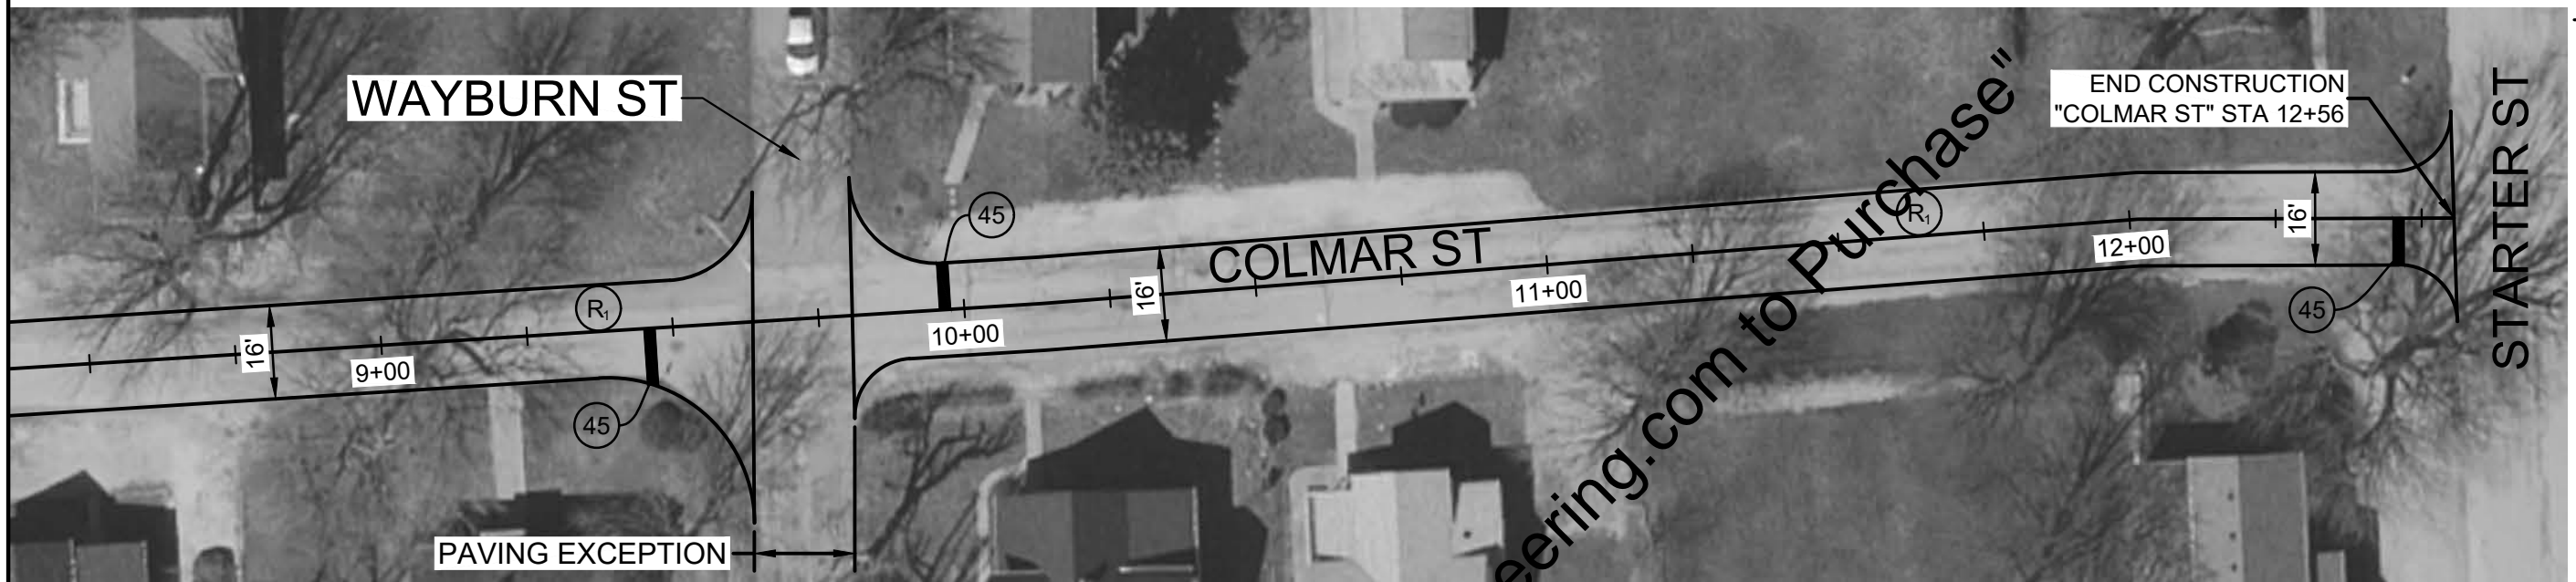 WAYBURN ST
END CONSTRUCTION
"COLMAR ST" STA 12+56
STARTER ST
45
R1
COLMAR ST
R1
16'
16'
16'
9+00
10+00
11+00
12+00
45
45
PAVING EXCEPTION
eering.com to Purchase"